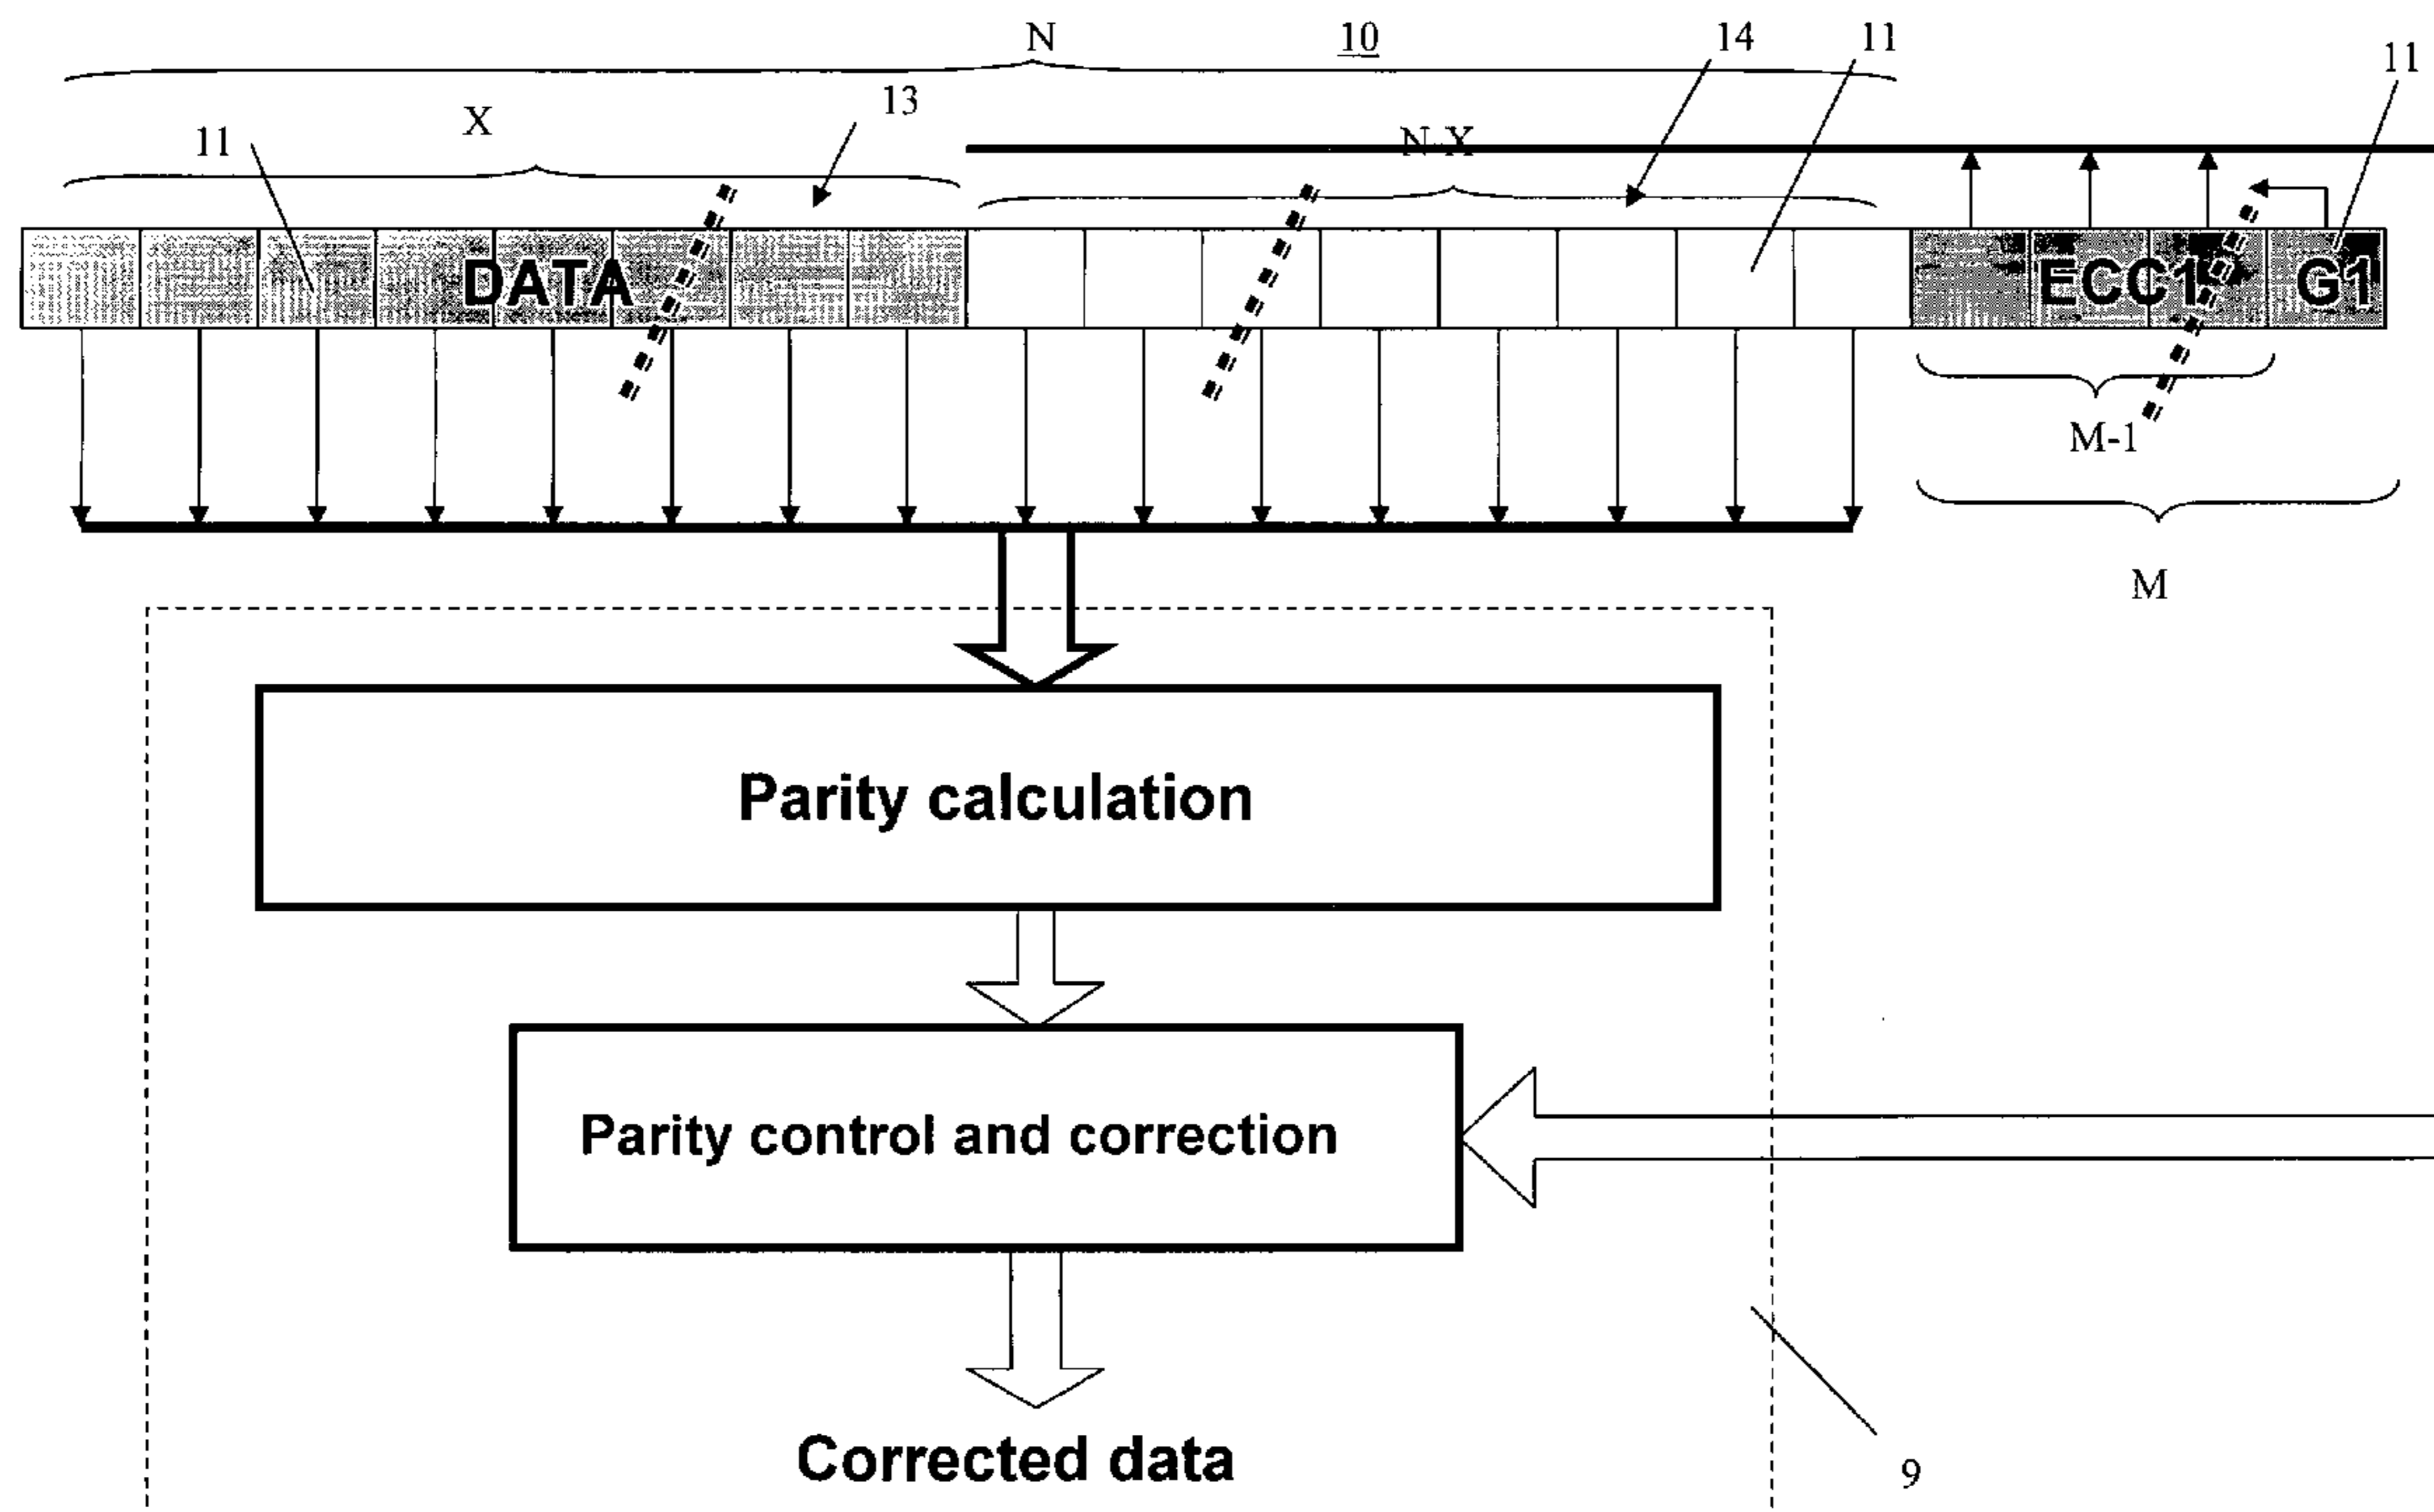 N 10 14 11
11
X 13
11 N-X
DATA ECC1 G1
M-1
M
Parity calculation
Parity control and correction
Corrected data
9